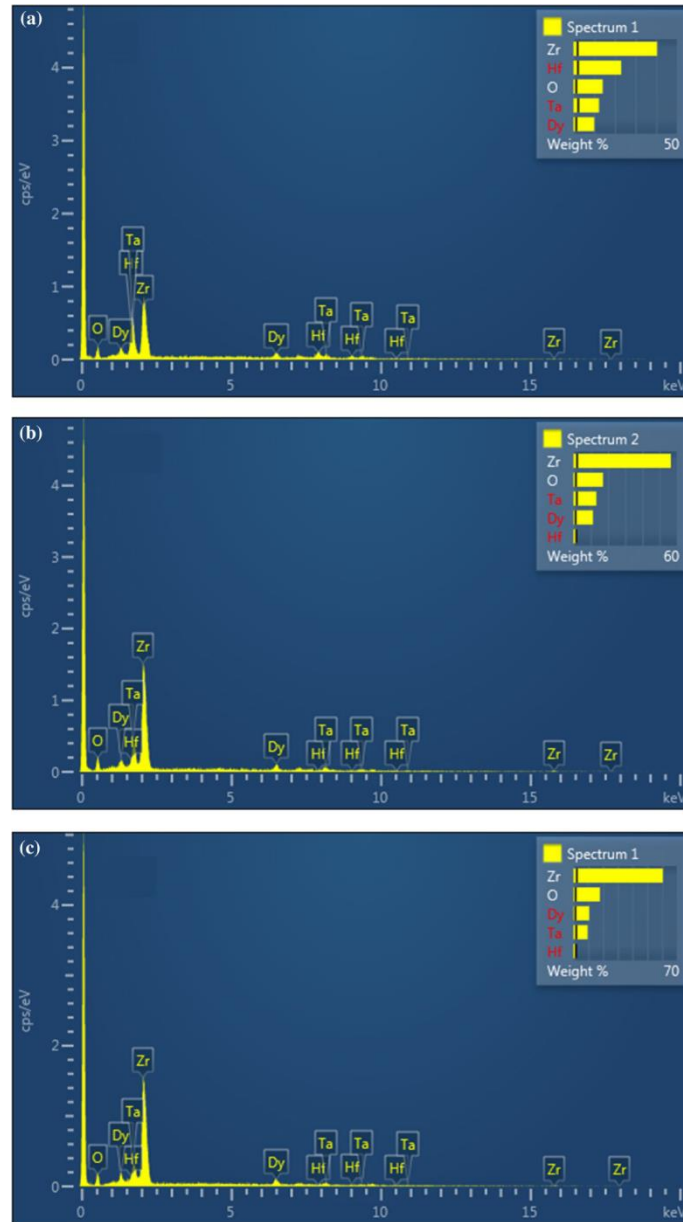 (a)
Spectrum 1
Zr
Hf
O
Ta
Dy
Weight % 50
cps/eV
4
3
2
1
0
Ta
Hf
Zr
O
Dy
Dy
Ta
Hf
Ta
Hf
Ta
Hf
Zr
Zr
0 5 10 15 keV
(b)
Spectrum 2
Zr
O
Ta
Dy
Hf
Weight % 60
cps/eV
4
3
2
1
0
Zr
Ta
Dy
Hf
O
Dy
Ta
Hf
Ta
Hf
Ta
Hf
Zr
Zr
0 5 10 15 keV
(c)
Spectrum 1
Zr
O
Dy
Ta
Hf
Weight % 70
cps/eV
4
2
0
Zr
Ta
Dy
Hf
O
Dy
Ta
Hf
Ta
Hf
Ta
Hf
Zr
Zr
0 5 10 15 keV